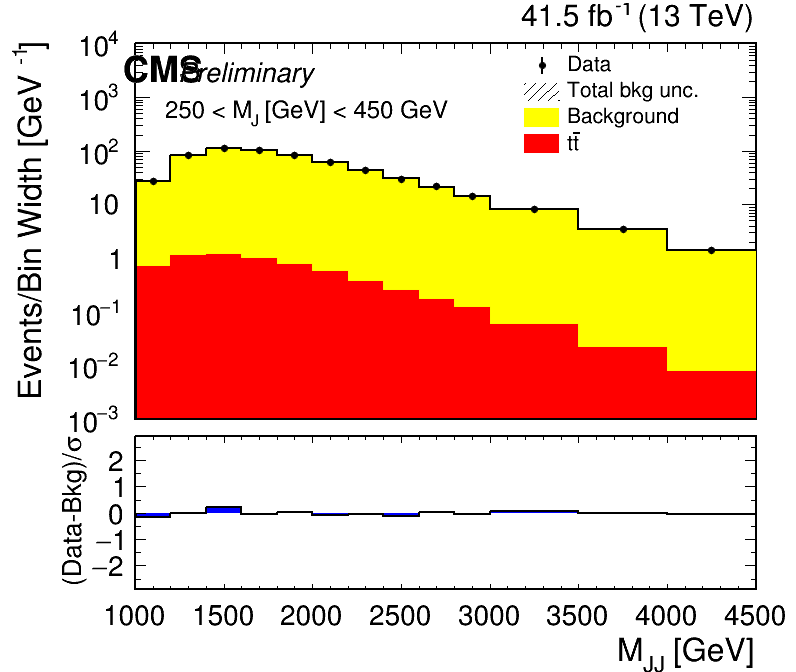 41.5 fb⁻¹ (13 TeV)
CMS Preliminary
250 < M_J [GeV] < 450 GeV
Data
Total bkg unc.
Background
tt̄
Events/Bin Width [GeV⁻¹]
10⁴
10³
10²
10
1
10⁻¹
10⁻²
10⁻³
(Data-Bkg)/σ
2
1
0
−1
−2
1000 1500 2000 2500 3000 3500 4000 4500
M_JJ [GeV]